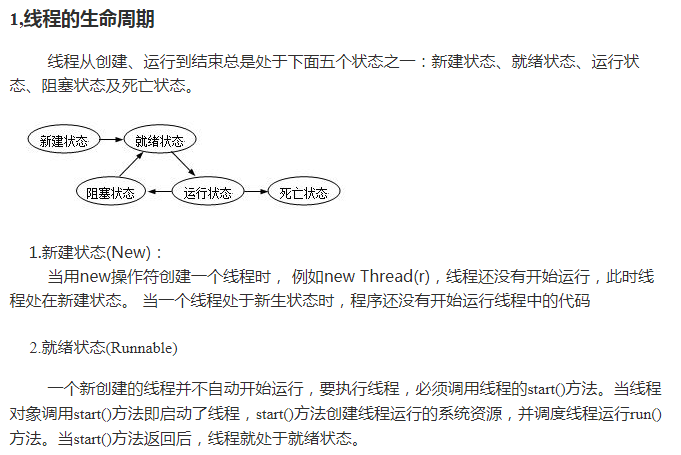 1,线程的生命周期
线程从创建、运行到结束总是处于下面五个状态之一：新建状态、就绪状态、运行状
态、阻塞状态及死亡状态。
新建状态
就绪状态
阻塞状态
运行状态
死亡状态
1.新建状态(New)：
当用new操作符创建一个线程时， 例如new Thread(r)，线程还没有开始运行，此时线
程处在新建状态。 当一个线程处于新生状态时，程序还没有开始运行线程中的代码
2.就绪状态(Runnable)
一个新创建的线程并不自动开始运行，要执行线程，必须调用线程的start()方法。当线程
对象调用start()方法即启动了线程，start()方法创建线程运行的系统资源，并调度线程运行run()
方法。当start()方法返回后，线程就处于就绪状态。